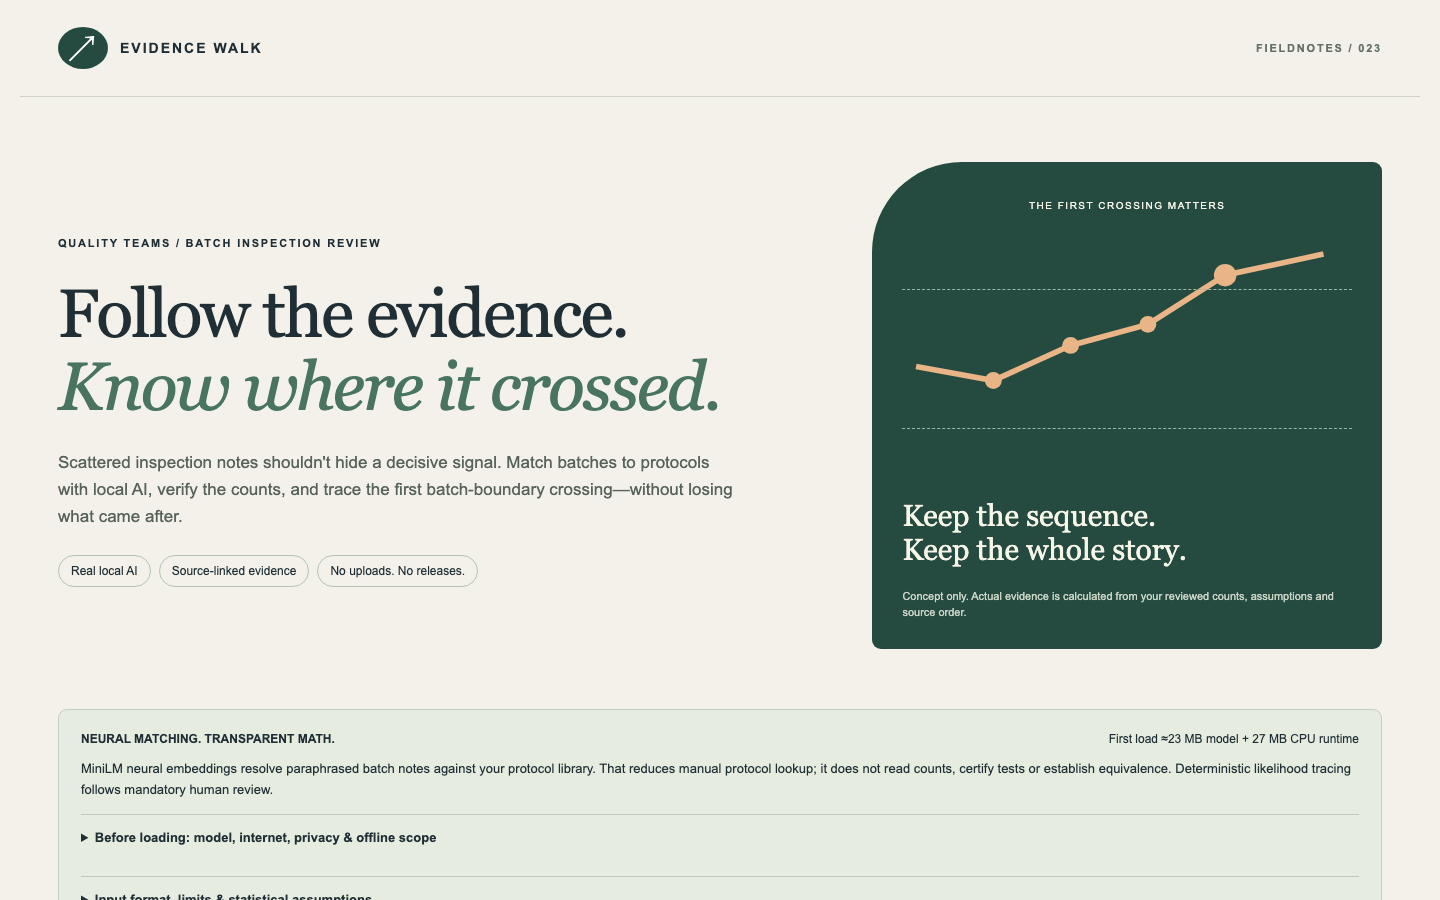 EVIDENCE WALK
FIELDNOTES / 023
QUALITY TEAMS / BATCH INSPECTION REVIEW
Follow the evidence.
Know where it crossed.
Scattered inspection notes shouldn't hide a decisive signal. Match batches to protocols
with local AI, verify the counts, and trace the first batch-boundary crossing—without losing
what came after.
Real local AI
Source-linked evidence
No uploads. No releases.
THE FIRST CROSSING MATTERS
Keep the sequence.
Keep the whole story.
Concept only. Actual evidence is calculated from your reviewed counts, assumptions and
source order.
NEURAL MATCHING. TRANSPARENT MATH.
First load ≈23 MB model + 27 MB CPU runtime
MiniLM neural embeddings resolve paraphrased batch notes against your protocol library. That reduces manual protocol lookup; it does not read counts, certify tests or establish equivalence. Deterministic likelihood tracing
follows mandatory human review.
Before loading: model, internet, privacy & offline scope
Input format, limits & statistical assumptions